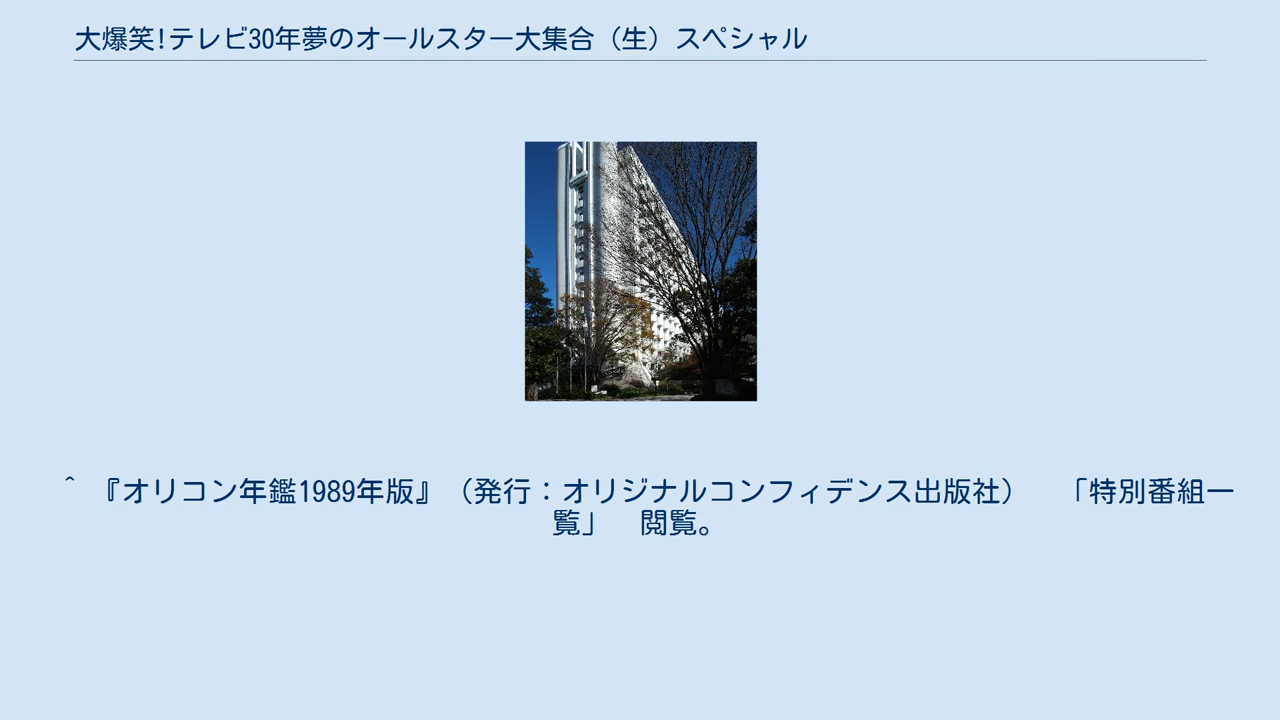 大爆笑!テレビ30年夢のオールスター大集合（生）スペシャル
^ 『オリコン年鑑1989年版』（発行：オリジナルコンフィデンス出版社）　「特別番組一
覧」　閲覧。